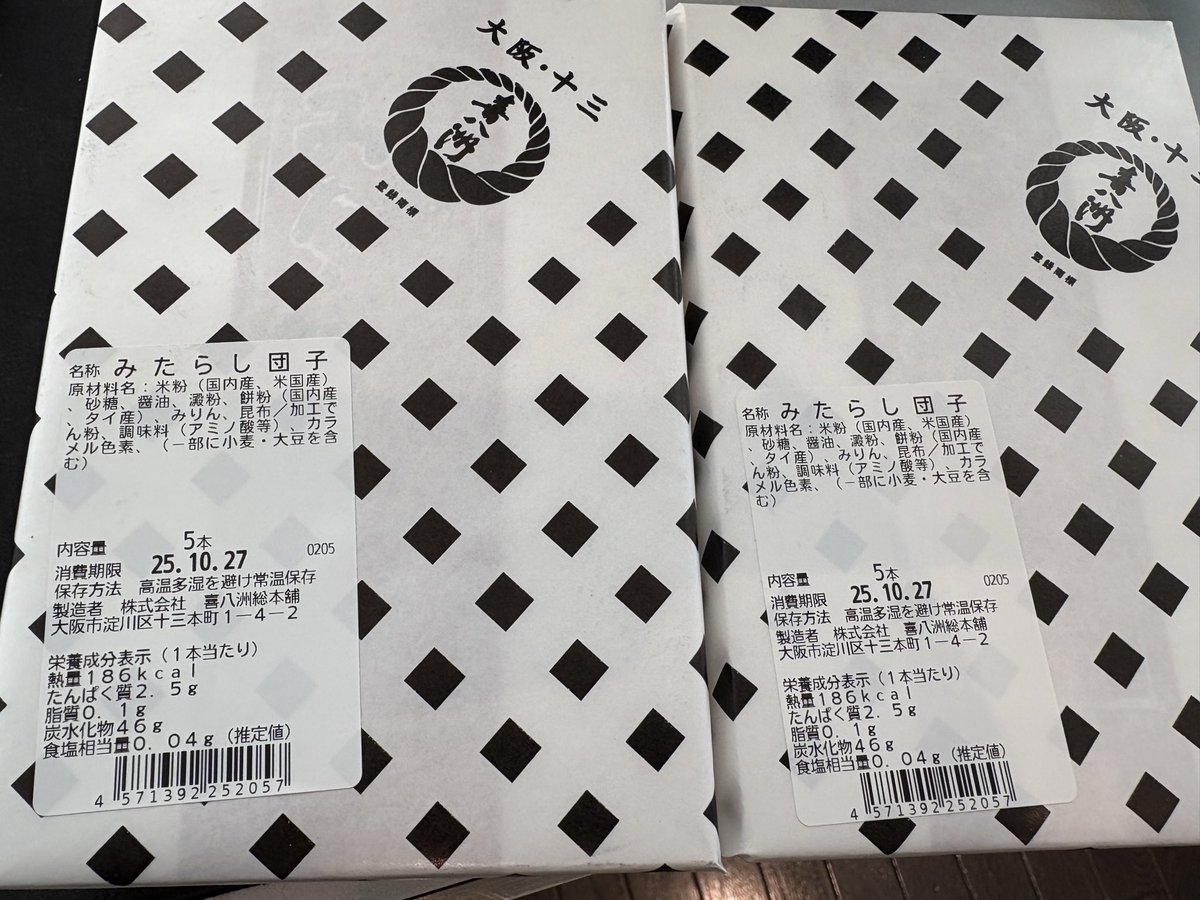 大阪・十三
喜八洲
登録商標
名称 みたらし団子
原材料名：米粉（国内産、米国産）
、砂糖、醤油、澱粉、餅粉（国内産
、タイ産）、みりん、昆布／加工で
ん粉、調味料（アミノ酸等）、カラ
メル色素、（一部に小麦・大豆を含
む）
内容量 5本
消費期限 25.10.27 0205
保存方法 高温多湿を避け常温保存
製造者 株式会社 喜八洲総本舗
大阪市淀川区十三本町1－4－2
栄養成分表示（1本当たり）
熱量186kcal
たんぱく質2．5g
脂質0．1g
炭水化物46g
食塩相当量0．04g（推定値）
4 571392 252057
大阪・十三
喜八洲
登録商標
名称 みたらし団子
原材料名：米粉（国内産、米国産）
、砂糖、醤油、澱粉、餅粉（国内産
、タイ産）、みりん、昆布／加工で
ん粉、調味料（アミノ酸等）、カラ
メル色素、（一部に小麦・大豆を含
む）
内容量 5本
消費期限 25.10.27 0205
保存方法 高温多湿を避け常温保存
製造者 株式会社 喜八洲総本舗
大阪市淀川区十三本町1－4－2
栄養成分表示（1本当たり）
熱量186kcal
たんぱく質2．5g
脂質0．1g
炭水化物46g
食塩相当量0．04g（推定値）
4 571392 252057